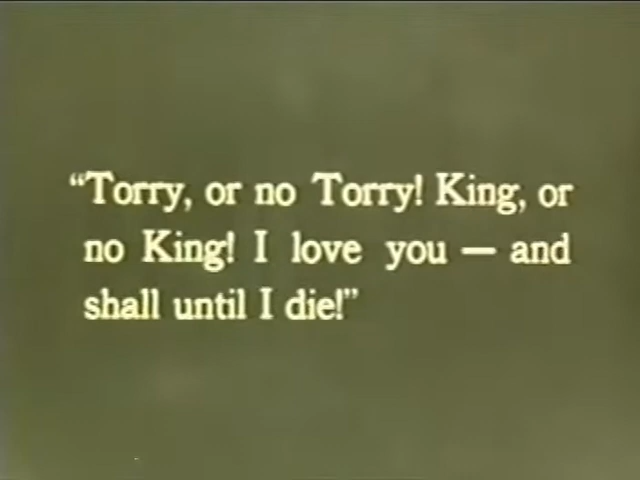 “Torry, or no Torry! King, or
no King! I love you — and
shall until I die!”